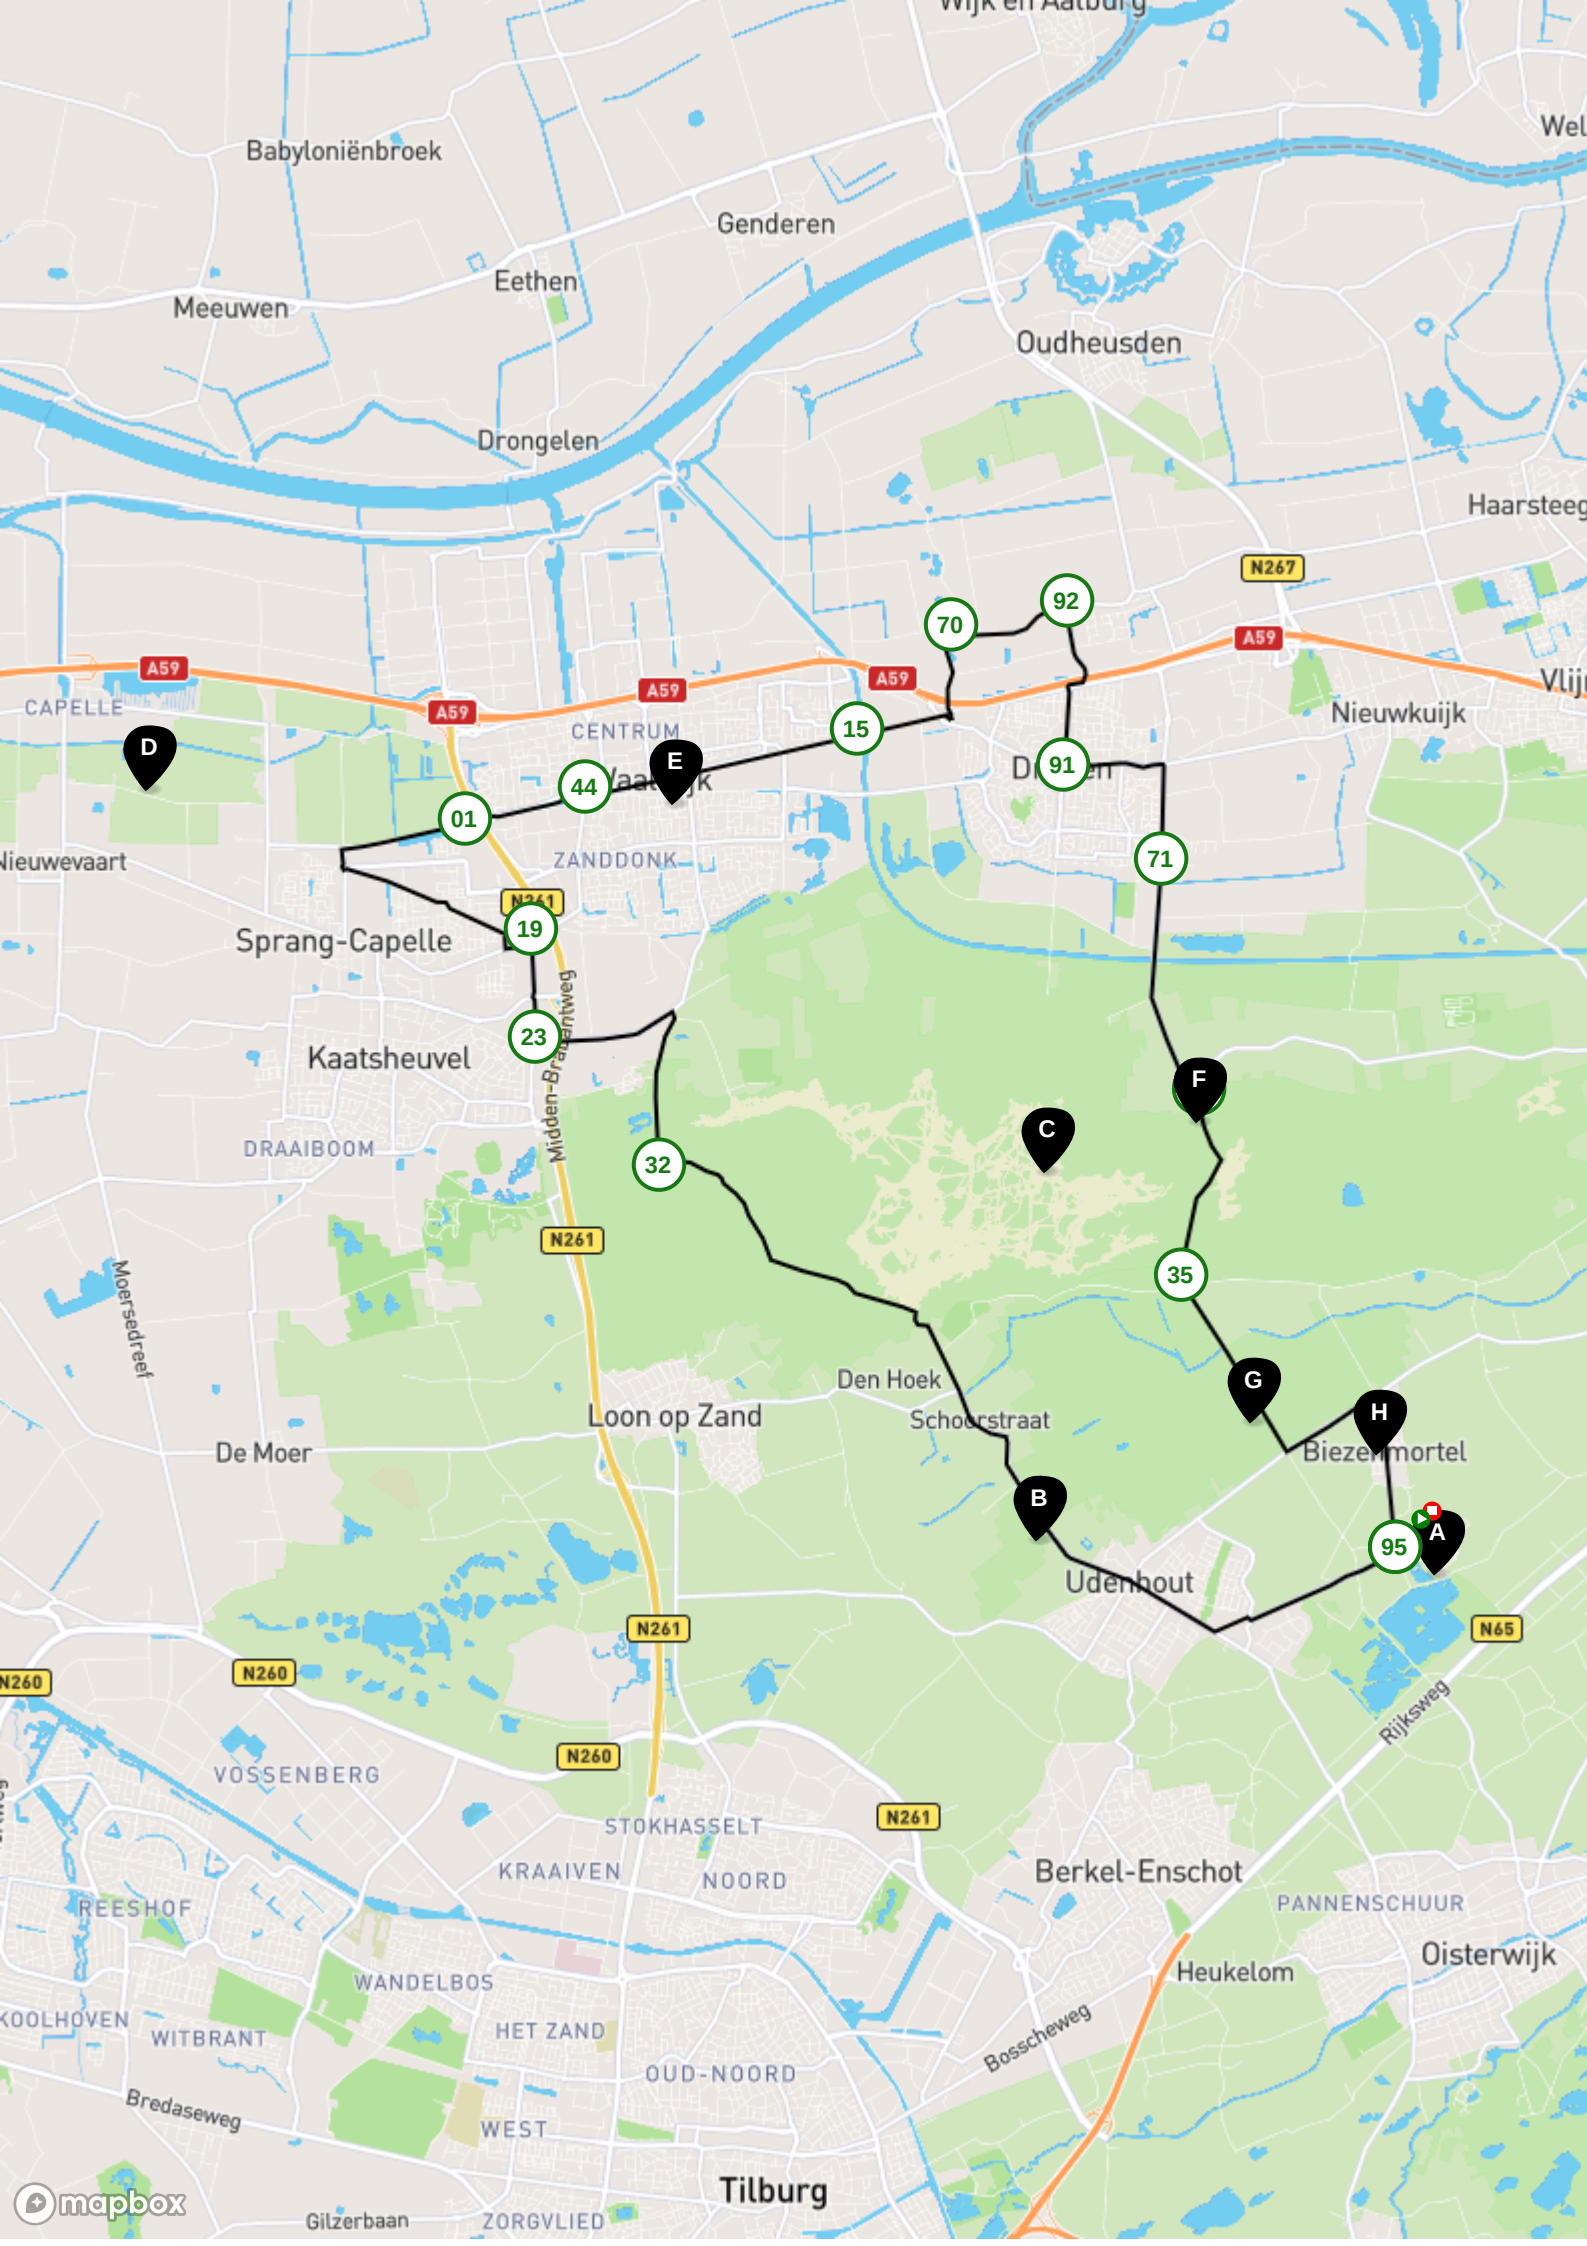 Wijk en Aalburg
Wel
Babyloniënbroek
Genderen
Eethen
Meeuwen
Oudheusden
Drongelen
Haarsteeg
N267
92
70
A59
A59
A59
A59
A59
CAPELLE
Vlijm
Nieuwkuijk
D
CENTRUM
15
E
44
Waalwijk
91
01
Nieuwevaart
ZANDDONK
71
N261
19
Sprang-Capelle
Midden-Brabantweg
23
Kaatsheuvel
F
C
DRAAIBOOM
32
N261
35
Moersedreef
Den Hoek
G
Loon op Zand
Schoorstraat
H
De Moer
Biezenmortel
B
A
95
Udenhout
N261
N65
N260
N260
Rijksweg
N260
VOSSENBERG
N261
STOKHASSELT
KRAAIVEN
NOORD
Berkel-Enschot
REESHOF
PANNENSCHUUR
Oisterwijk
WANDELBOS
Heukelom
KOOLHOVEN
WITBRANT
HET ZAND
Bosscheweg
OUD-NOORD
Bredaseweg
WEST
Tilburg
mapbox
Gilzerbaan
ZORGVLIED